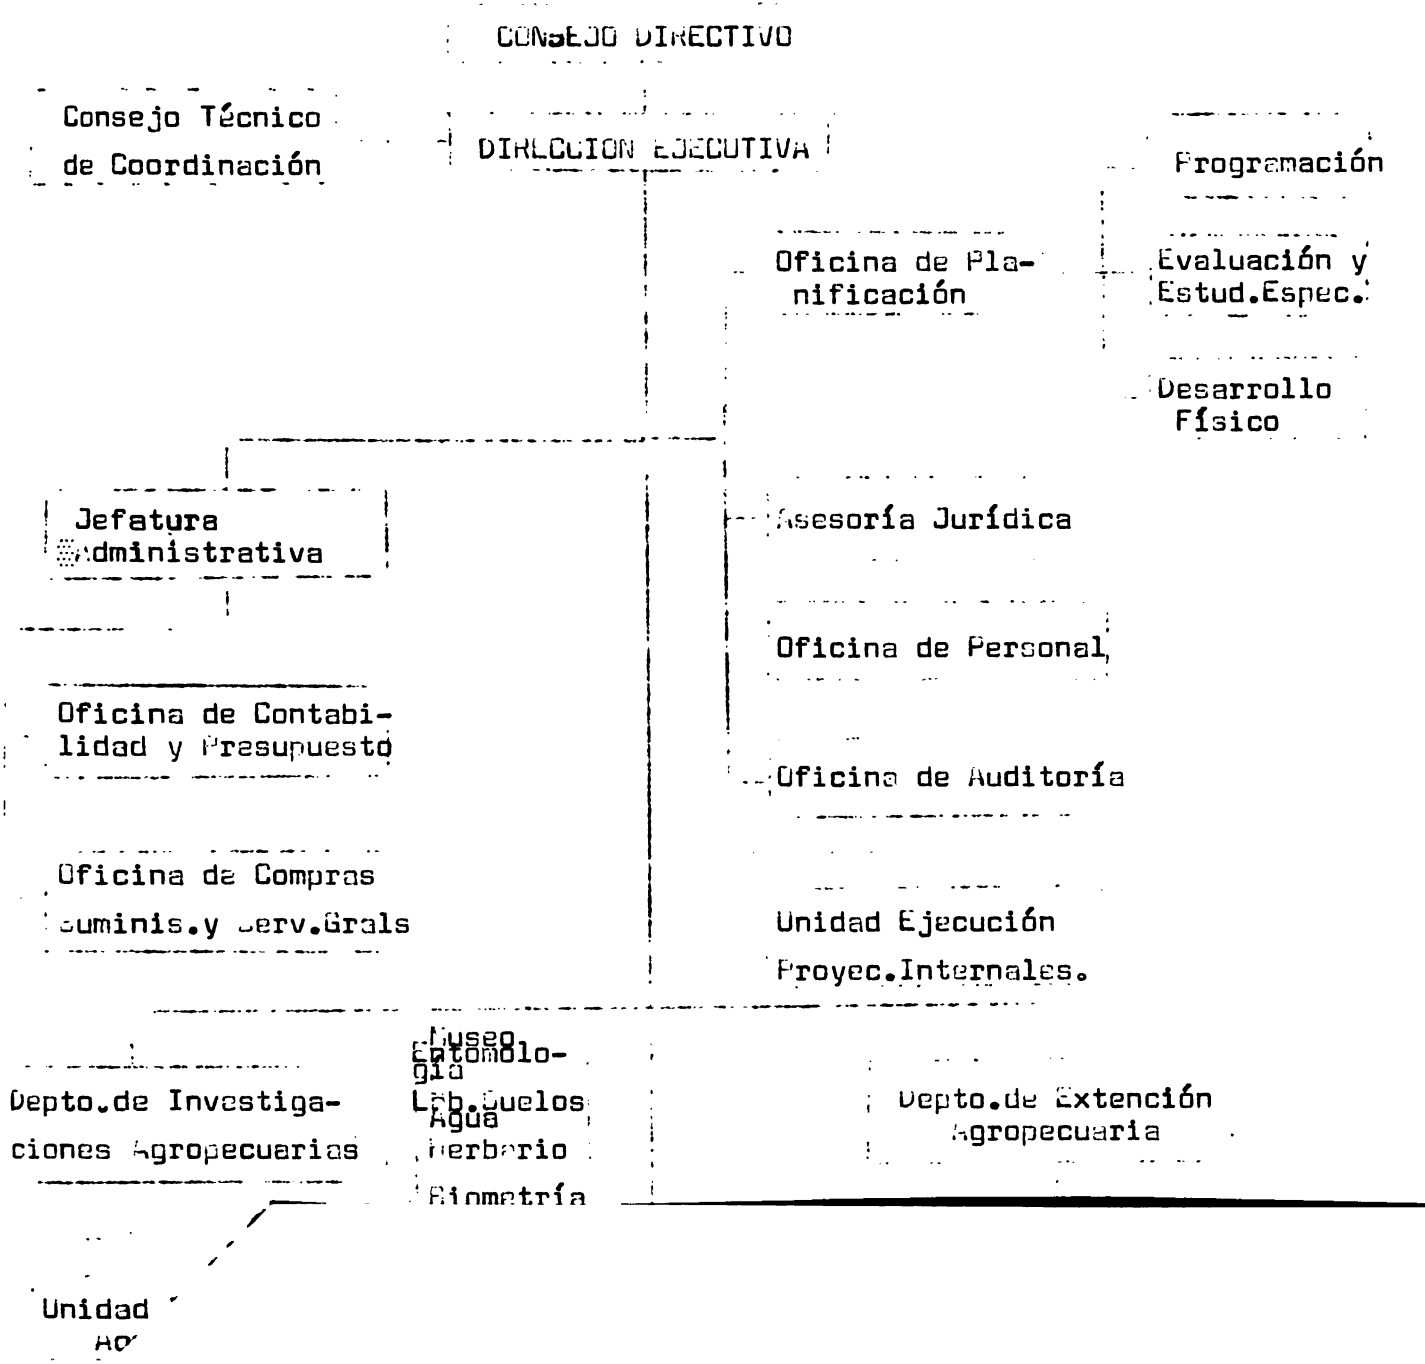 CONSEJO DIRECTIVO
Consejo Técnico
de Coordinación
DIRECCION EJECUTIVA
Programación
Oficina de Pla-
nificación
Evaluación y
Estud.Espec.
Desarrollo
Físico
Jefatura
Administrativa
Asesoría Jurídica
Oficina de Personal
Oficina de Contabi-
lidad y Presupuesto
Oficina de Auditoría
Oficina de Compras
Suminis.y Serv.Grals
Unidad Ejecución
Proyec.Internales.
Depto.de Investiga-
ciones Agropecuarias
Museo
Entomolo-
gía
Lab.Suelos
Agua
Herbario
Biometría
Depto.de Extención
Agropecuaria
Unidad